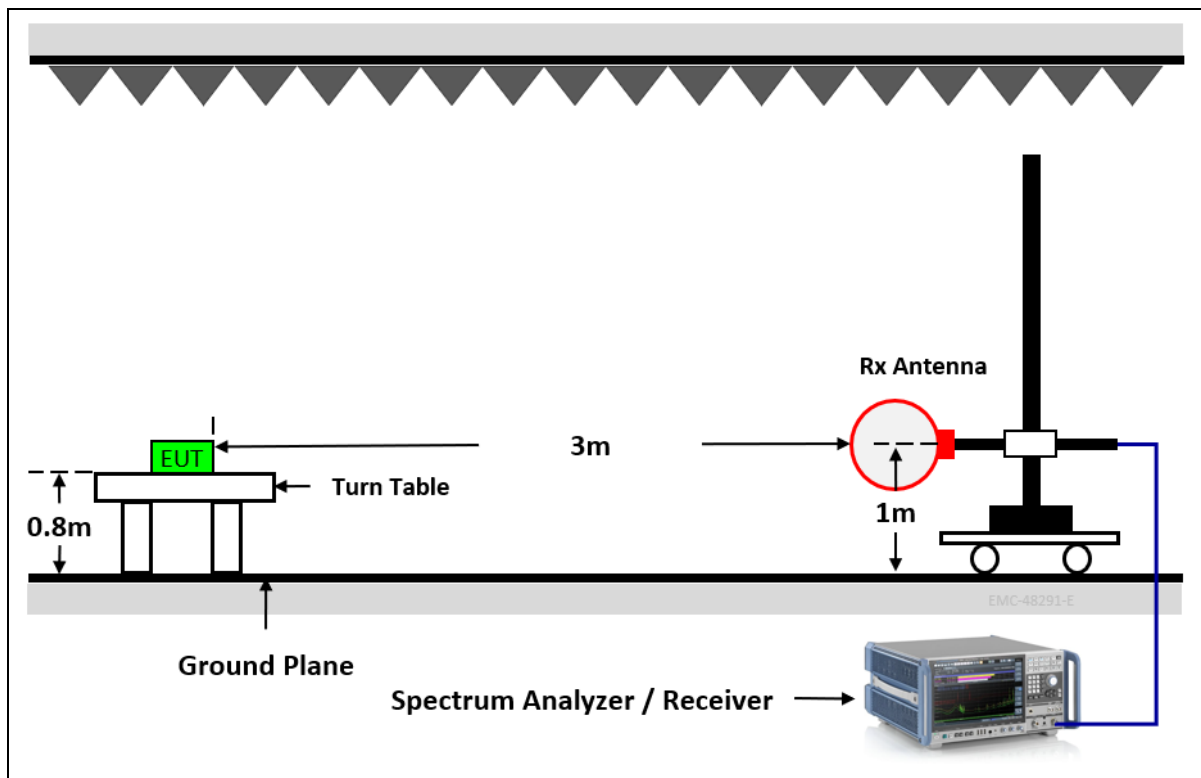 Rx Antenna
EUT
3m
Turn Table
0.8m
1m
EMC-48291-E
Ground Plane
Spectrum Analyzer / Receiver